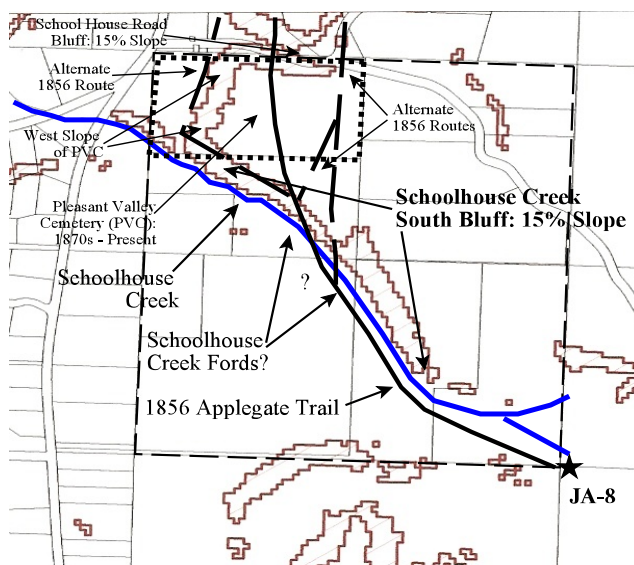 School House Road
Bluff: 15% Slope
Alternate
1856 Route
Alternate
1856 Routes
West Slope
of PVC
Pleasant Valley
Cemetery (PVC):
1870s - Present
Schoolhouse Creek
South Bluff: 15% Slope
Schoolhouse
Creek
?
Schoolhouse
Creek Fords?
1856 Applegate Trail
JA-8